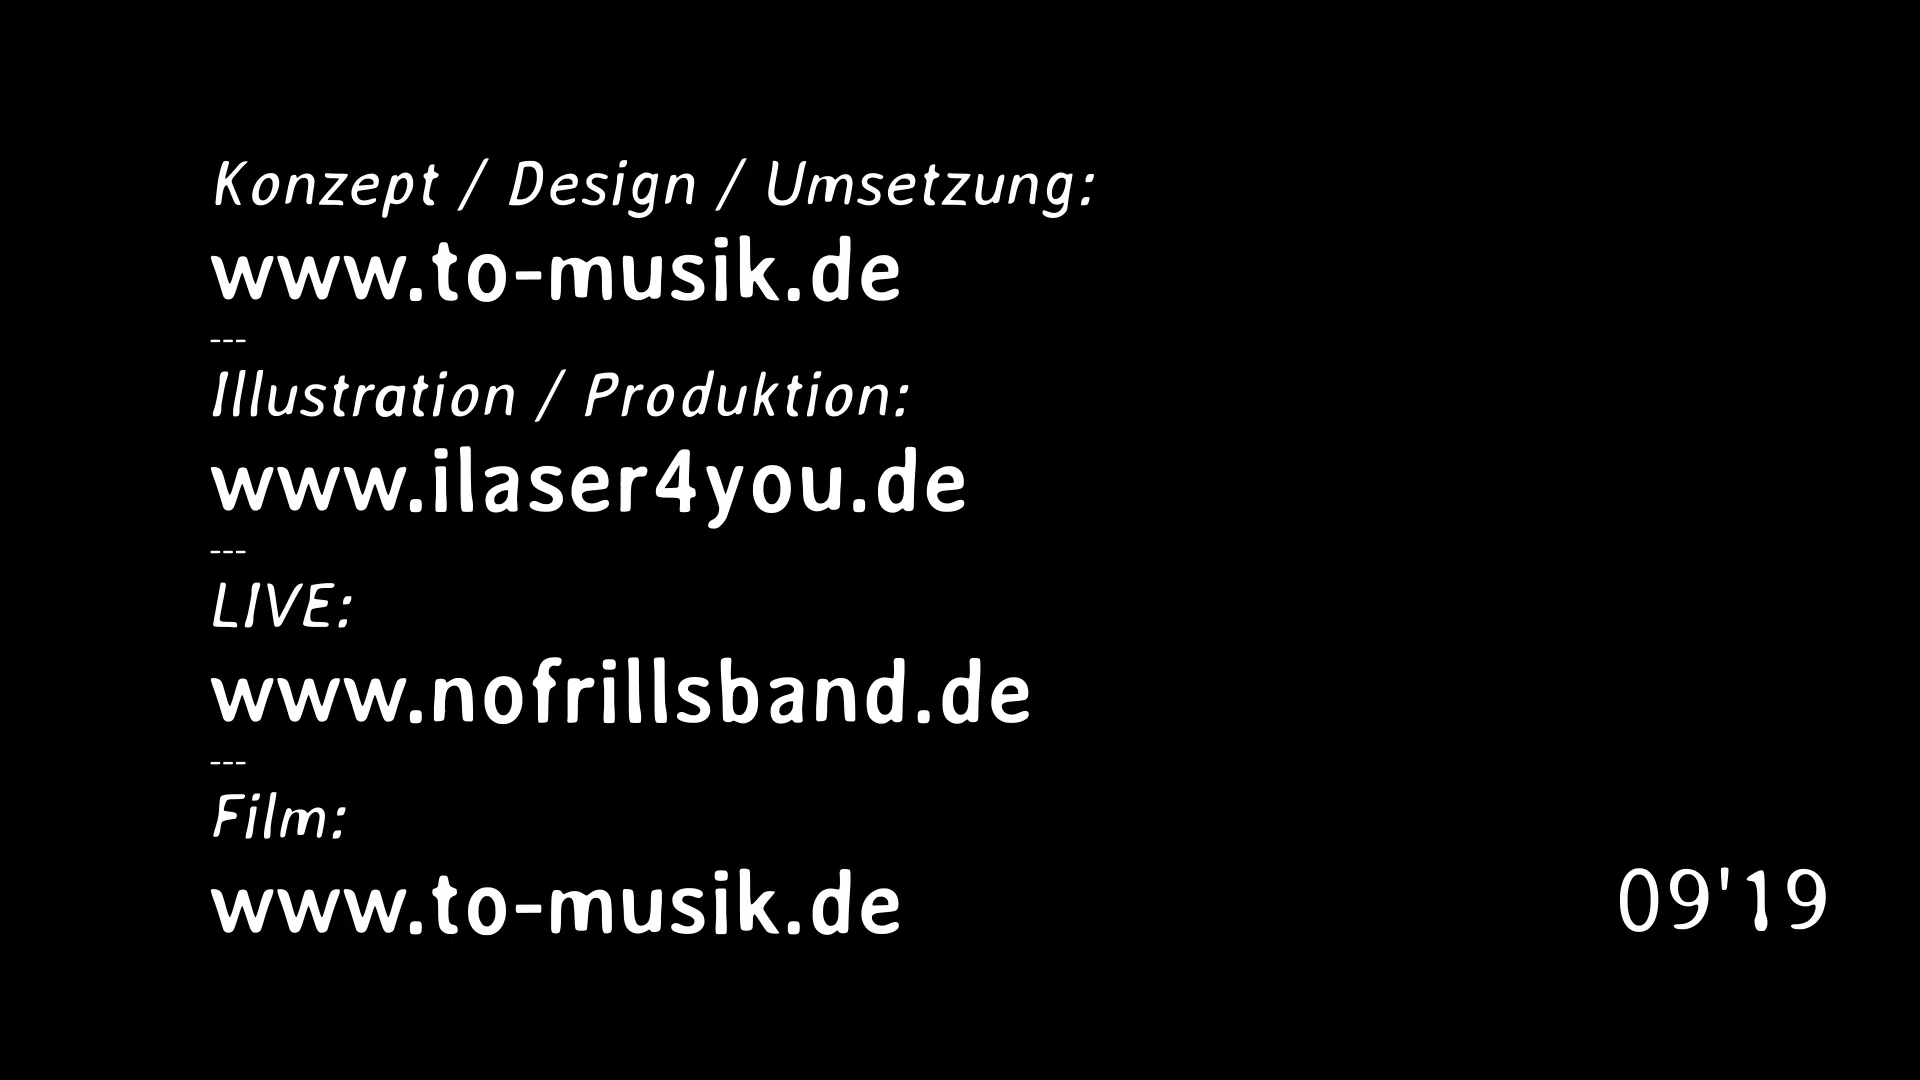 Konzept / Design / Umsetzung:
www.to-musik.de
---
Illustration / Produktion:
www.ilaser4you.de
---
LIVE:
www.nofrillsband.de
---
Film:
www.to-musik.de
09'19